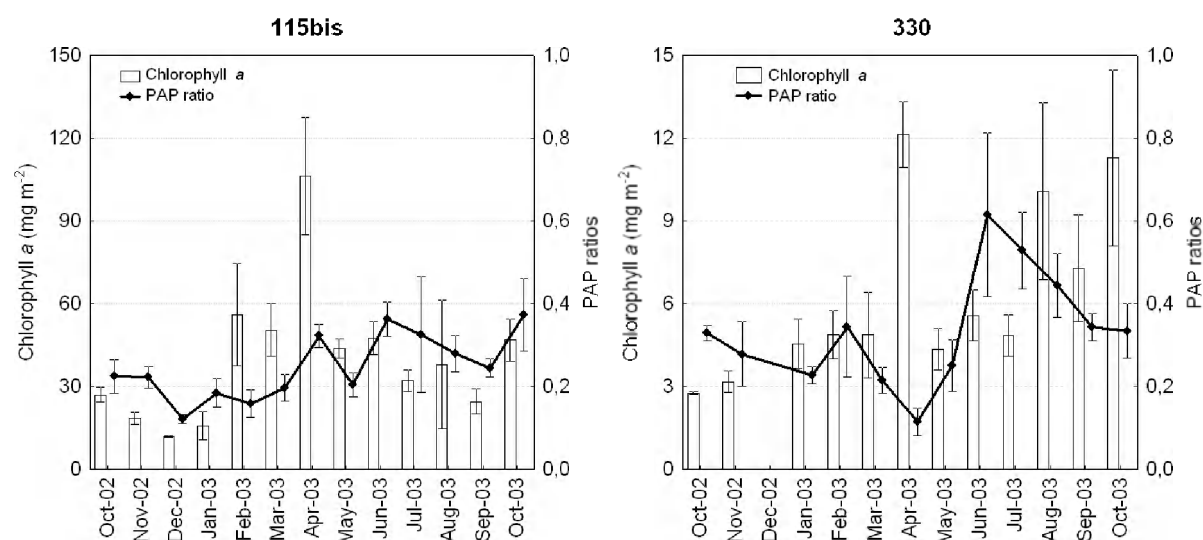 115bis
150
120
90
60
30
0
Chlorophyll a (mg m-2)
Chlorophyll a
PAP ratio
1,0
0,8
0,6
0,4
0,2
0,0
PAP ratios
Oct-02
Nov-02
Dec-02
Jan-03
Feb-03
Mar-03
Apr-03
May-03
Jun-03
Jul-03
Aug-03
Sep-03
Oct-03
330
15
12
9
6
3
0
Chlorophyll a (mg m-2)
Chlorophyll a
PAP ratio
1,0
0,8
0,6
0,4
0,2
0,0
PAP ratios
Oct-02
Nov-02
Dec-02
Jan-03
Feb-03
Mar-03
Apr-03
May-03
Jun-03
Jul-03
Aug-03
Sep-03
Oct-03